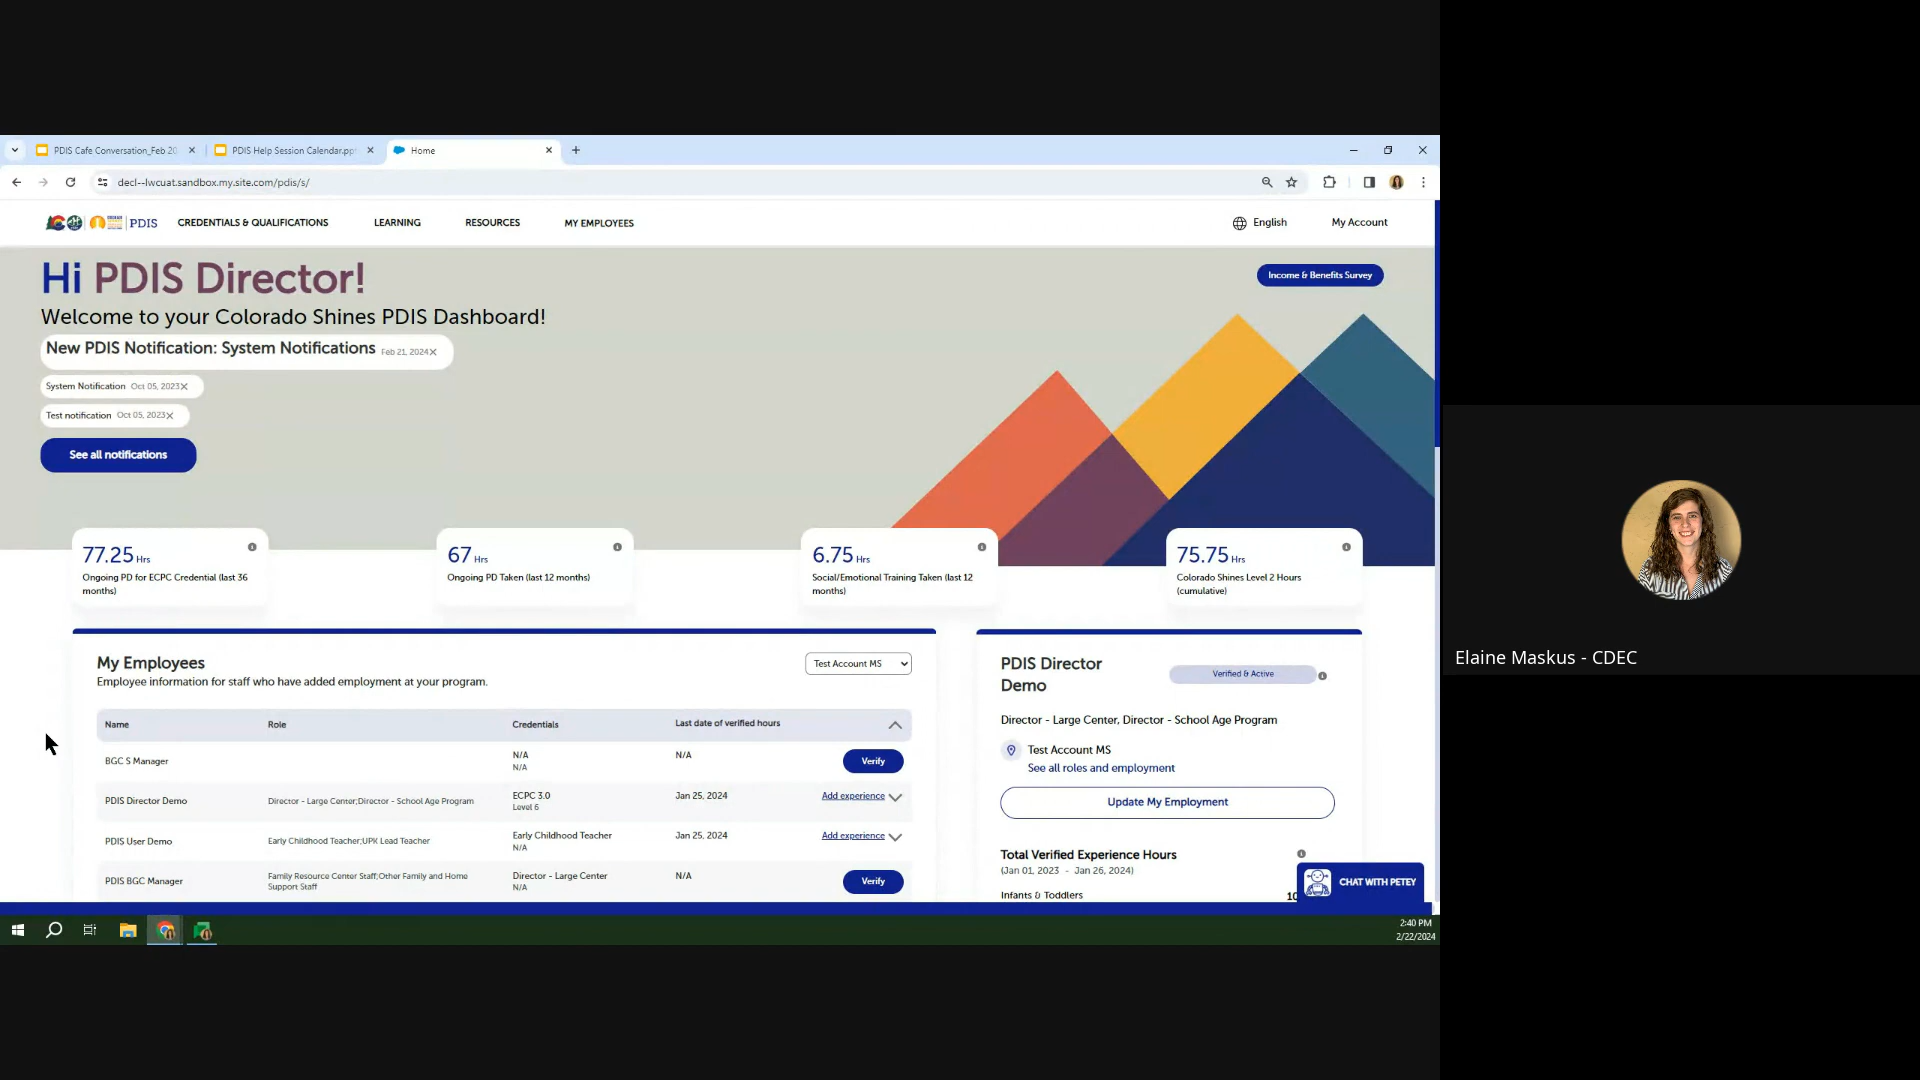 PDIS Cafe Conversation_Feb 20
PDIS Help Session Calendar.pp
Home
decl--lwcuat.sandbox.my.site.com/pdis/s/
PDIS
CREDENTIALS & QUALIFICATIONS
LEARNING
RESOURCES
MY EMPLOYEES
English
My Account
Hi PDIS Director!
Income & Benefits Survey
Welcome to your Colorado Shines PDIS Dashboard!
New PDIS Notification: System Notifications Feb 21, 2024
System Notification Oct 05, 2023
Test notification Oct 05, 2023
See all notifications
77.25 Hrs
Ongoing PD for ECPC Credential (last 36
months)
67 Hrs
Ongoing PD Taken (last 12 months)
6.75 Hrs
Social/Emotional Training Taken (last 12
months)
75.75 Hrs
Colorado Shines Level 2 Hours
(cumulative)
My Employees
Test Account MS
Employee information for staff who have added employment at your program.
Name Role Credentials Last date of verified hours
BGC S Manager N/A N/A Verify
N/A
PDIS Director Demo Director - Large Center;Director - School Age Program ECPC 3.0 Jan 25, 2024 Add experience
Level 6
PDIS User Demo Early Childhood Teacher;UPK Lead Teacher Early Childhood Teacher Jan 25, 2024 Add experience
N/A
PDIS BGC Manager Family Resource Center Staff;Other Family and Home Director - Large Center N/A Verify
Support Staff N/A
PDIS Director
Demo
Verified & Active
Director - Large Center, Director - School Age Program
Test Account MS
See all roles and employment
Update My Employment
Total Verified Experience Hours
(Jan 01, 2023 - Jan 26, 2024)
Infants & Toddlers 10
CHAT WITH PETEY
2:40 PM
2/22/2024
Elaine Maskus - CDEC